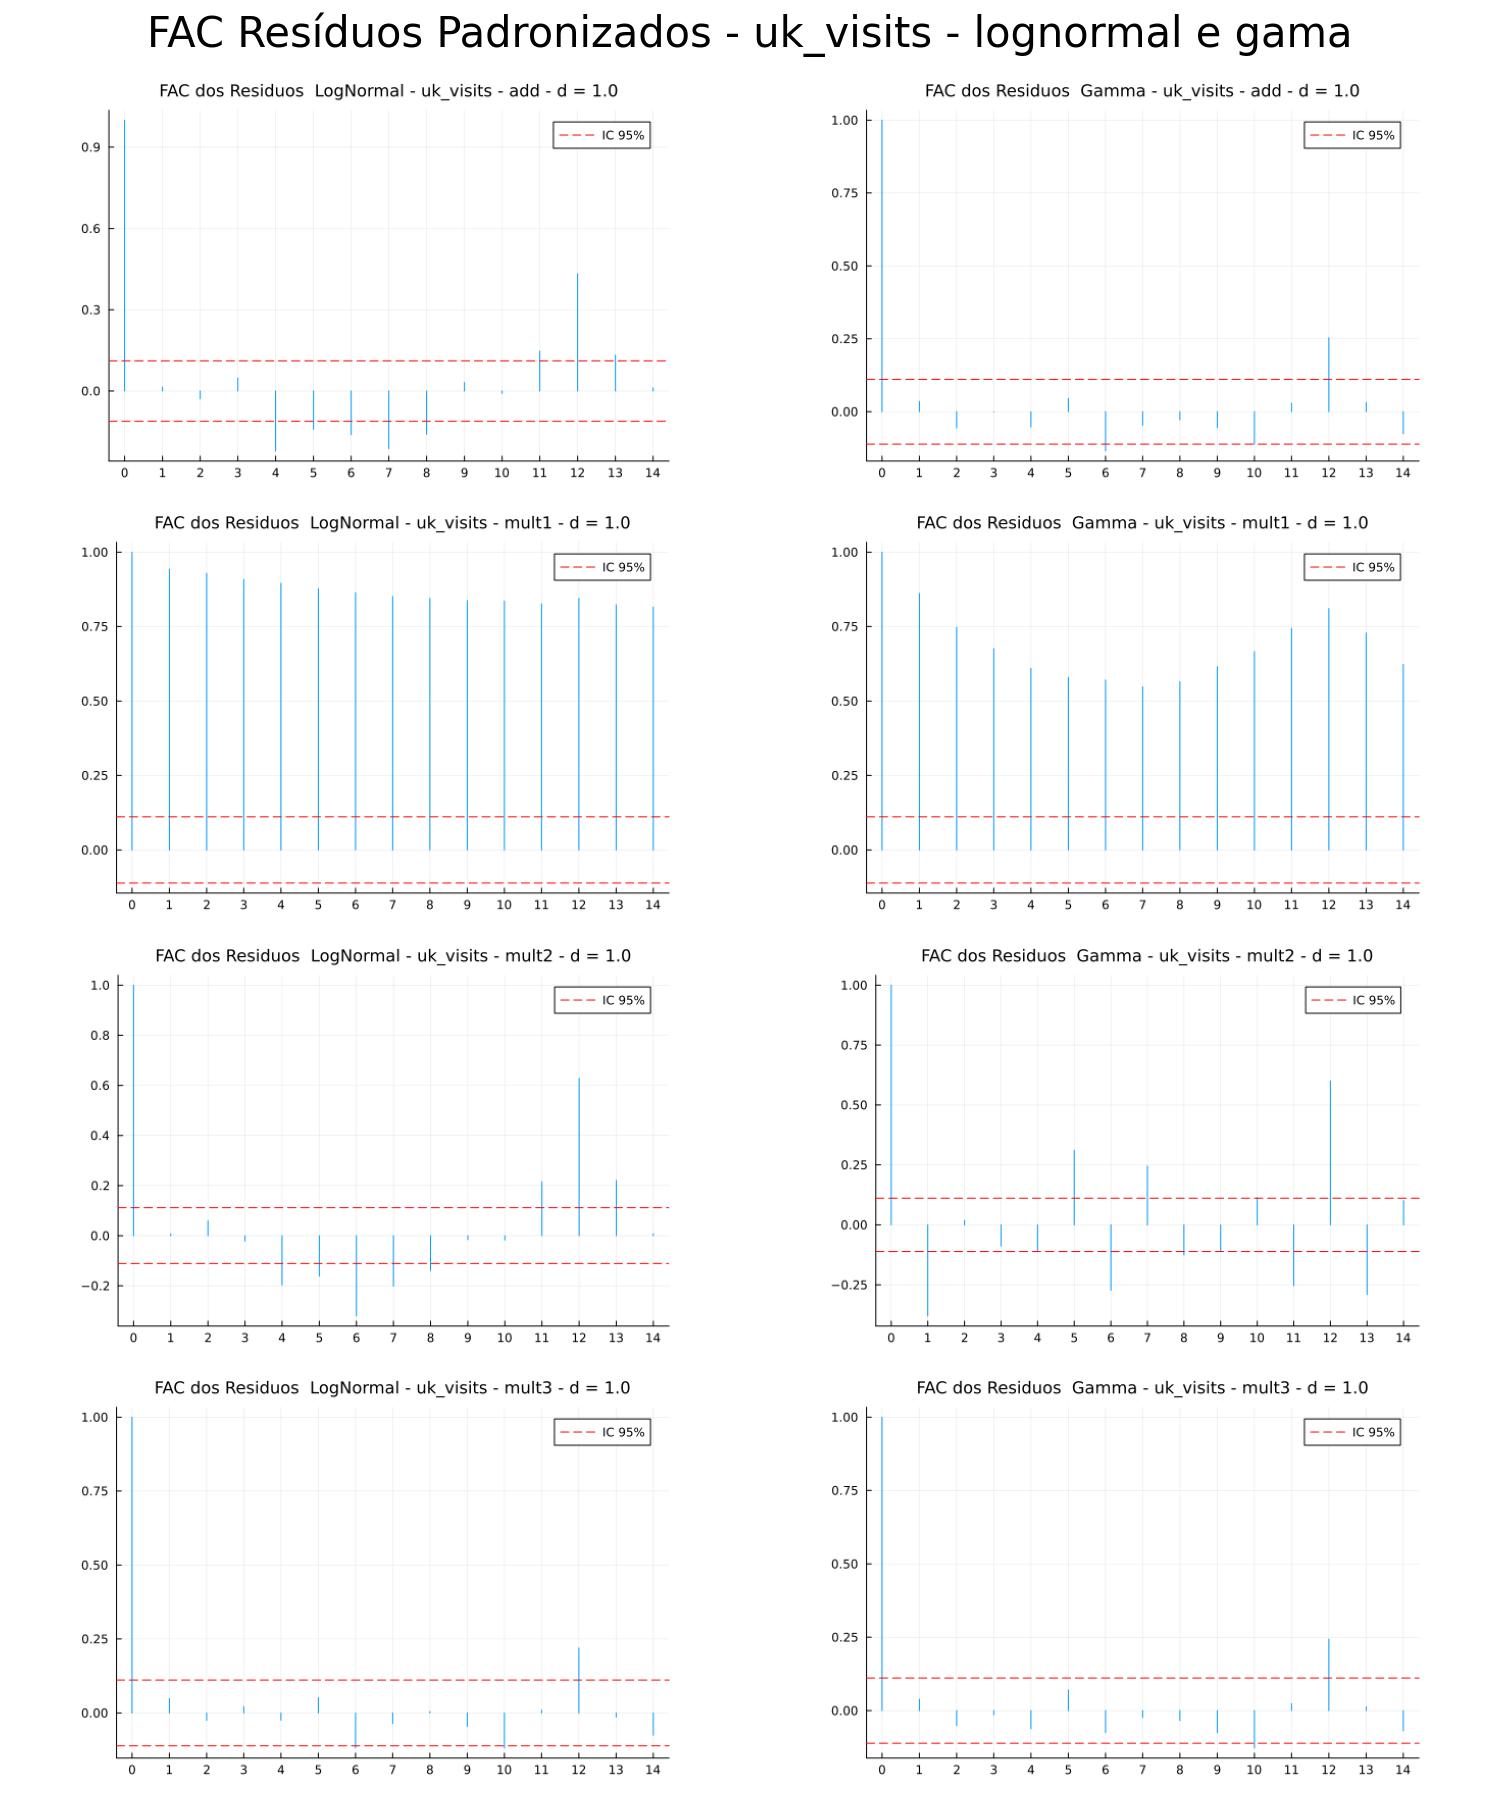 FAC Resíduos Padronizados - uk_visits - lognormal e gama
FAC dos Residuos  LogNormal - uk_visits - add - d = 1.0
IC 95%
0.9
0.6
0.3
0.0
0 1 2 3 4 5 6 7 8 9 10 11 12 13 14
FAC dos Residuos  Gamma - uk_visits - add - d = 1.0
IC 95%
1.00
0.75
0.50
0.25
0.00
0 1 2 3 4 5 6 7 8 9 10 11 12 13 14
FAC dos Residuos  LogNormal - uk_visits - mult1 - d = 1.0
IC 95%
1.00
0.75
0.50
0.25
0.00
0 1 2 3 4 5 6 7 8 9 10 11 12 13 14
FAC dos Residuos  Gamma - uk_visits - mult1 - d = 1.0
IC 95%
1.00
0.75
0.50
0.25
0.00
0 1 2 3 4 5 6 7 8 9 10 11 12 13 14
FAC dos Residuos  LogNormal - uk_visits - mult2 - d = 1.0
IC 95%
1.0
0.8
0.6
0.4
0.2
0.0
−0.2
0 1 2 3 4 5 6 7 8 9 10 11 12 13 14
FAC dos Residuos  Gamma - uk_visits - mult2 - d = 1.0
IC 95%
1.00
0.75
0.50
0.25
0.00
−0.25
0 1 2 3 4 5 6 7 8 9 10 11 12 13 14
FAC dos Residuos  LogNormal - uk_visits - mult3 - d = 1.0
IC 95%
1.00
0.75
0.50
0.25
0.00
0 1 2 3 4 5 6 7 8 9 10 11 12 13 14
FAC dos Residuos  Gamma - uk_visits - mult3 - d = 1.0
IC 95%
1.00
0.75
0.50
0.25
0.00
0 1 2 3 4 5 6 7 8 9 10 11 12 13 14